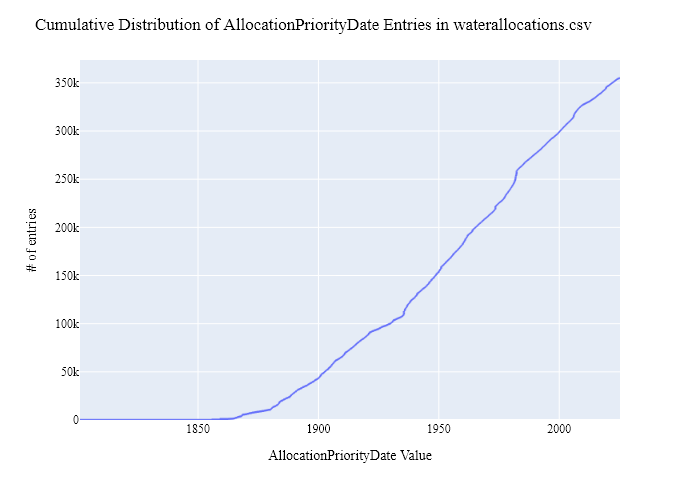 Cumulative Distribution of AllocationPriorityDate Entries in waterallocations.csv
350k
300k
250k
200k
150k
100k
50k
0
# of entries
1850
1900
1950
2000
AllocationPriorityDate Value